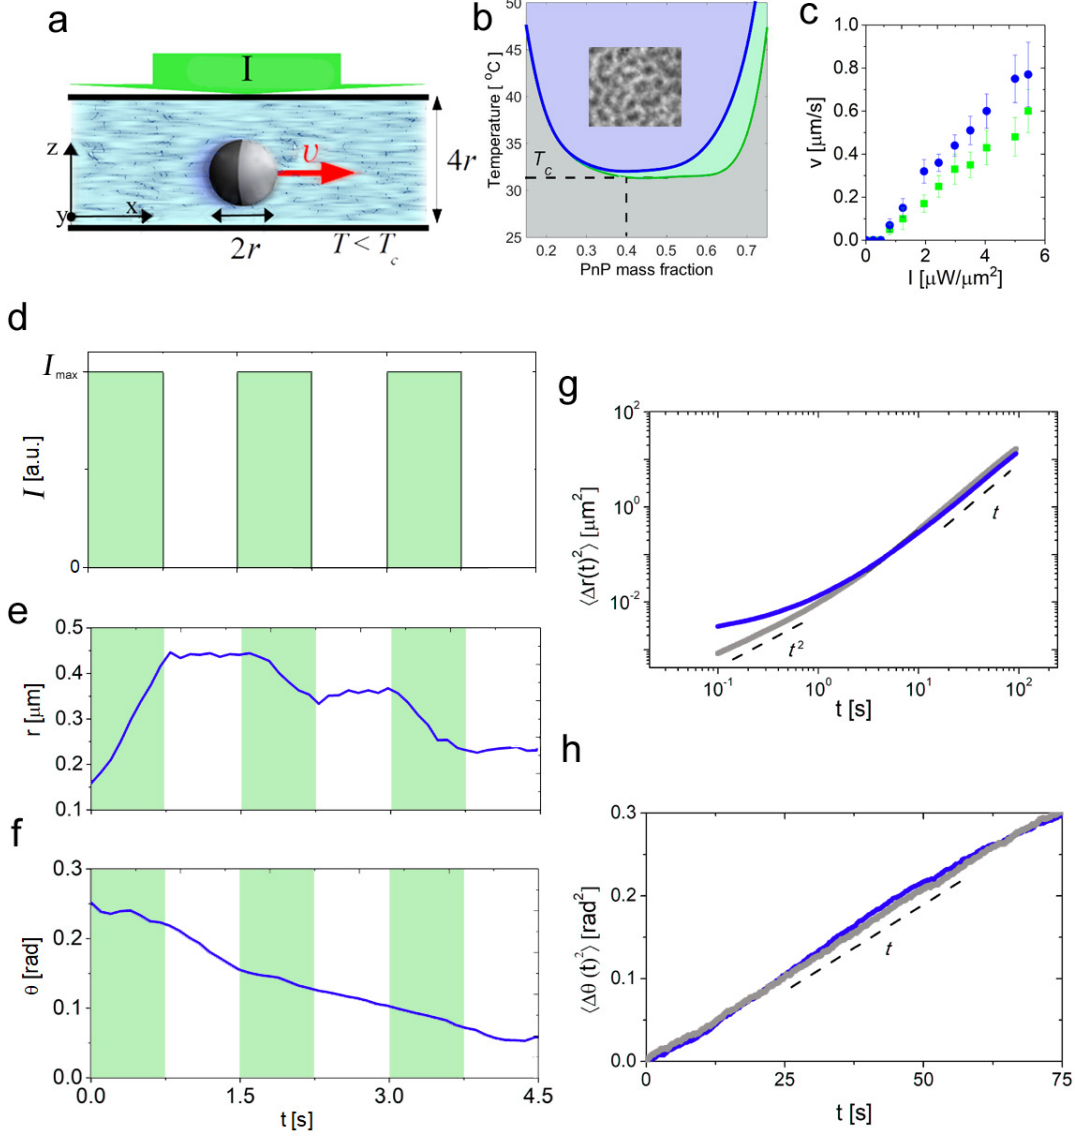 a
I
z
y
x
υ
2r
4r
T < T_c
b
Temperature [°C]
50
45
40
35
30
25
T_c
0.2
0.3
0.4
0.5
0.6
0.7
PnP mass fraction
c
v [μm/s]
1.0
0.8
0.6
0.4
0.2
0.0
0
2
4
6
I [μW/μm²]
d
I_max
I [a.u.]
0
e
r [μm]
0.5
0.4
0.3
0.2
0.1
f
θ [rad]
0.3
0.2
0.1
0.0
0.0
1.5
3.0
4.5
t [s]
g
⟨Δr(t)²⟩ [μm²]
10²
10⁰
10⁻²
t
t²
10⁻¹
10⁰
10¹
10²
t [s]
h
⟨Δθ (t)²⟩ [rad²]
0.3
0.2
0.1
0.0
t
0
25
50
75
t [s]